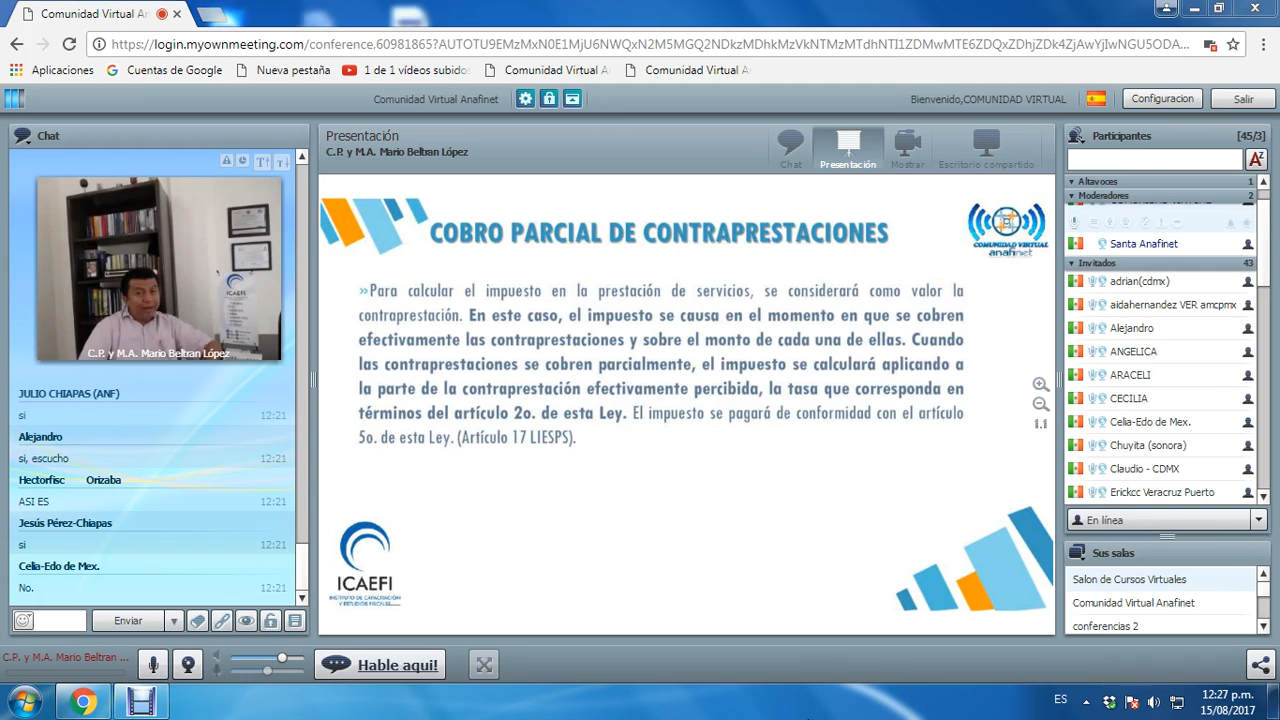 Comunidad Virtual An
https://login.myownmeeting.com/conference,60981865?AUTOTU9EMzMxN0E1MjU6NWQxN2M5MGQ2NDkzMDhkMzVkNTMzMTdhNTI1ZDMwMTE6ZDQxZDhjZDk4ZjAwYjIwNGU5ODA...
Aplicaciones
Cuentas de Google
Nueva pestaña
1 de 1 vídeos subidos
Comunidad Virtual A
Comunidad Virtual A
Comunidad Virtual Anafinet
Bienvenido,COMUNIDAD VIRTUAL
Configuracion
Salir
Chat
C.P. y M.A. Mario Beltran López
JULIO CHIAPAS (ANF)
si 12:21
Alejandro
si, escucho 12:21
Hectorfisc Orizaba
ASI ES 12:21
Jesús Pérez-Chiapas
si 12:21
Celia-Edo de Mex.
No. 12:21
Enviar
C.P. y M.A. Mario Beltran ...
Hable aqui!
Presentación
C.P. y M.A. Mario Beltran López
Chat
Presentación
Mostrar
Escritorio compartido
COBRO PARCIAL DE CONTRAPRESTACIONES
COMUNIDAD VIRTUAL
anafinet
»Para calcular el impuesto en la prestación de servicios, se considerará como valor la
contraprestación. En este caso, el impuesto se causa en el momento en que se cobren
efectivamente las contraprestaciones y sobre el monto de cada una de ellas. Cuando
las contraprestaciones se cobren parcialmente, el impuesto se calculará aplicando a
la parte de la contraprestación efectivamente percibida, la tasa que corresponda en
términos del artículo 2o. de esta Ley. El impuesto se pagará de conformidad con el artículo
5o. de esta Ley. (Artículo 17 LIESPS).
1.1
ICAEFI
INSTITUTO DE CAPACITACIÓN
Y ESTUDIOS FISCALES
Participantes [45/3]
Altavoces 1
Moderadores 2
Santa Anafinet
Invitados 43
adrian(cdmx)
aidahernandez VER amcpmx
Alejandro
ANGELICA
ARACELI
CECILIA
Celia-Edo de Mex.
Chuyita (sonora)
Claudio - CDMX
Erickcc Veracruz Puerto
En línea
Sus salas
Salon de Cursos Virtuales
Comunidad Virtual Anafinet
conferencias 2
ES
12:27 p.m.
15/08/2017